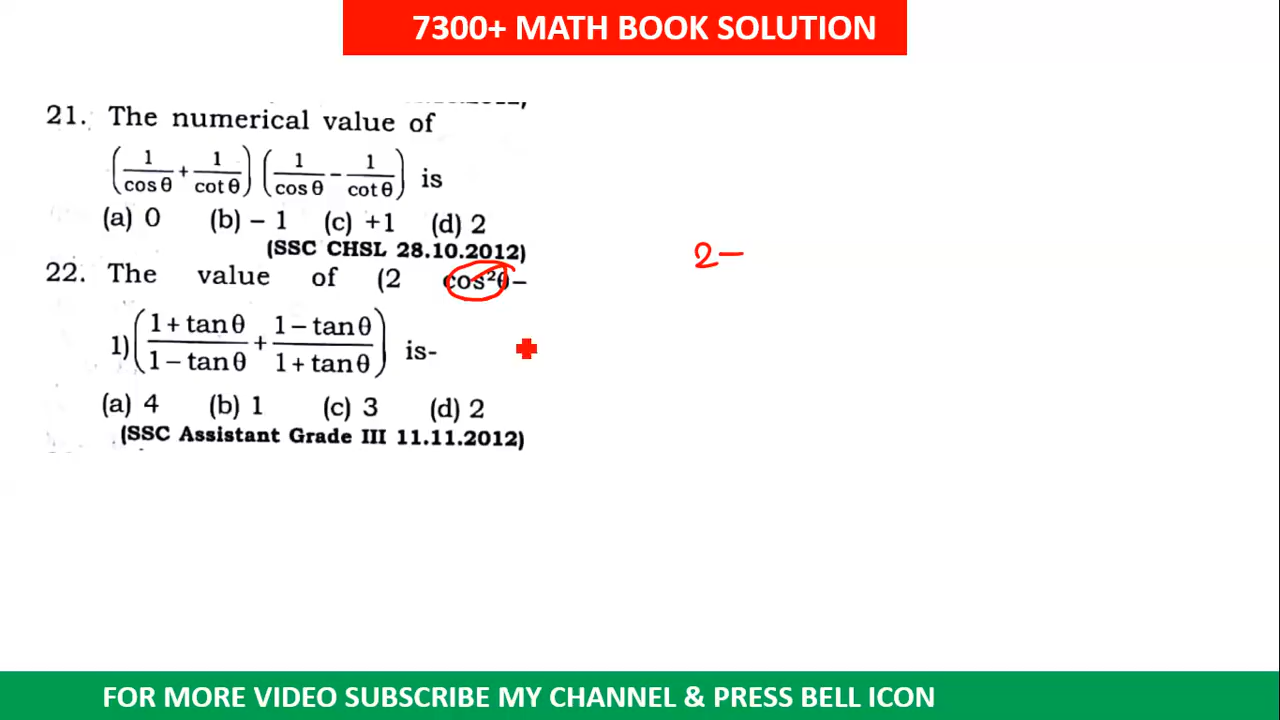 7300+ MATH BOOK SOLUTION
21. The numerical value of
(1/cosθ + 1/cotθ) (1/cosθ − 1/cotθ) is
(a) 0 (b) – 1 (c) +1 (d) 2
(SSC CHSL 28.10.2012)
22. The value of (2 cos²θ–
1)((1 + tanθ)/(1 − tanθ) + (1 − tanθ)/(1 + tanθ)) is-
(a) 4 (b) 1 (c) 3 (d) 2
(SSC Assistant Grade III 11.11.2012)
2–
FOR MORE VIDEO SUBSCRIBE MY CHANNEL & PRESS BELL ICON